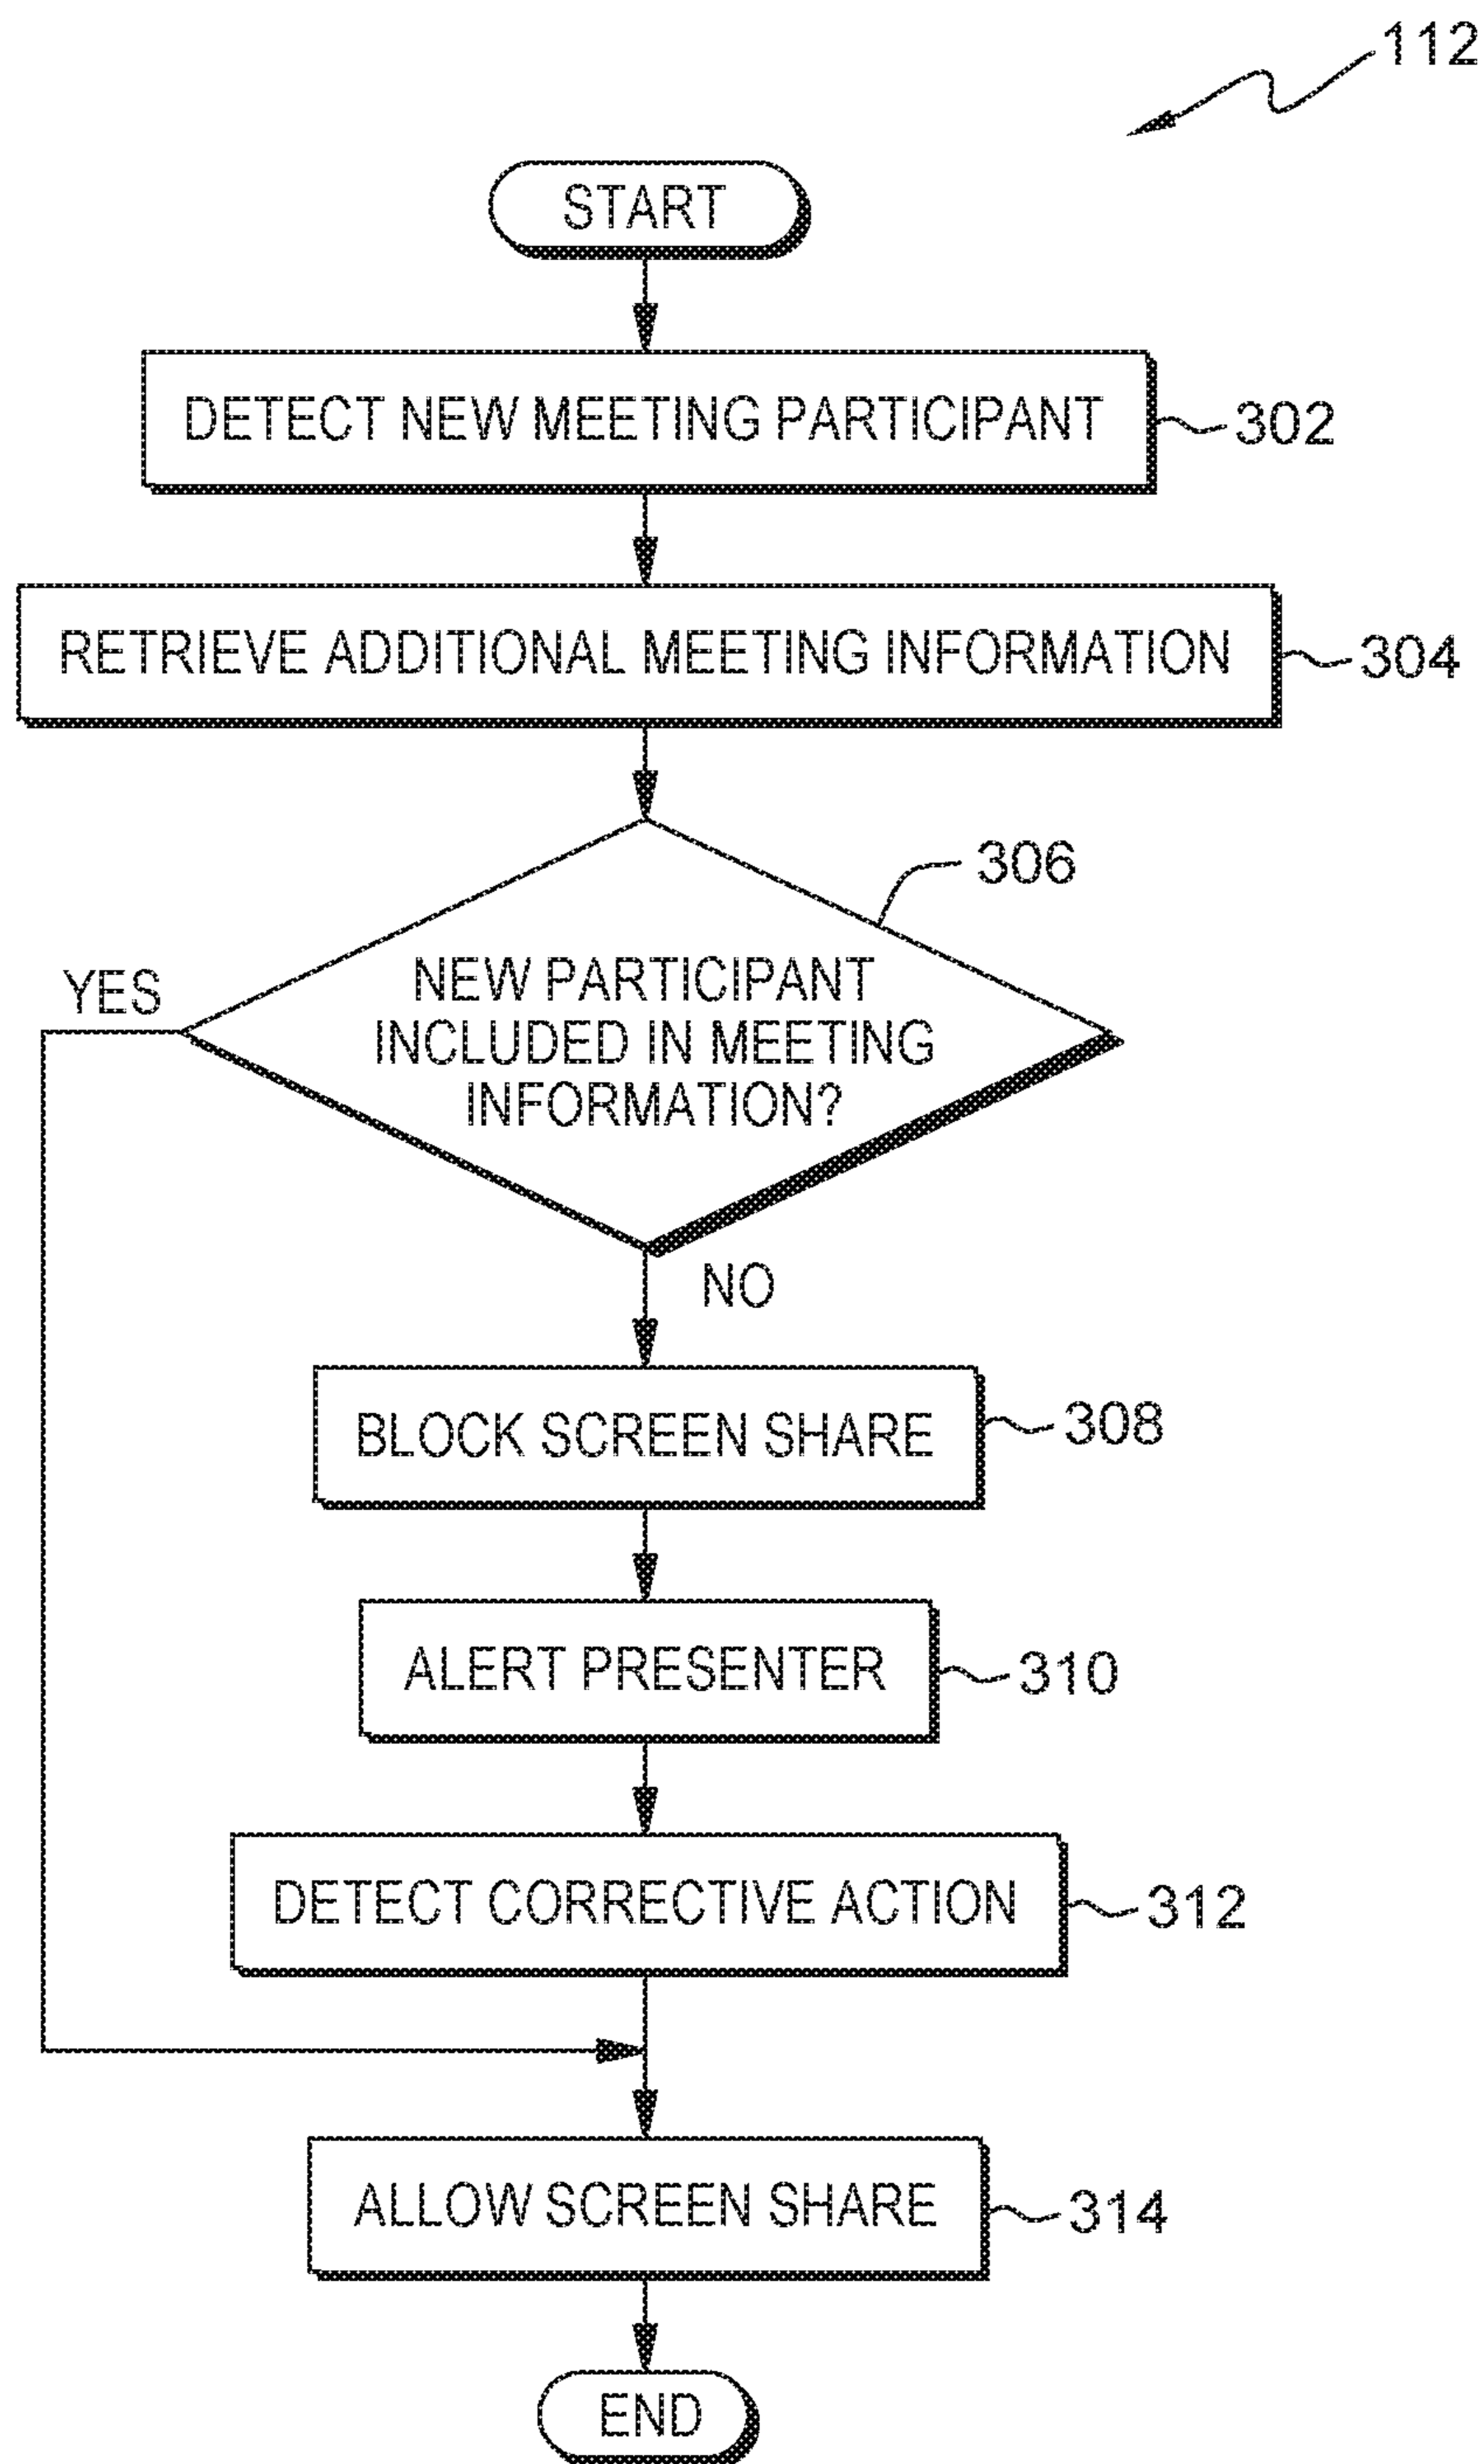 112
START
DETECT NEW MEETING PARTICIPANT
302
RETRIEVE ADDITIONAL MEETING INFORMATION
304
306
NEW PARTICIPANT
INCLUDED IN MEETING
INFORMATION?
YES
NO
BLOCK SCREEN SHARE
308
ALERT PRESENTER
310
DETECT CORRECTIVE ACTION
312
ALLOW SCREEN SHARE
314
END